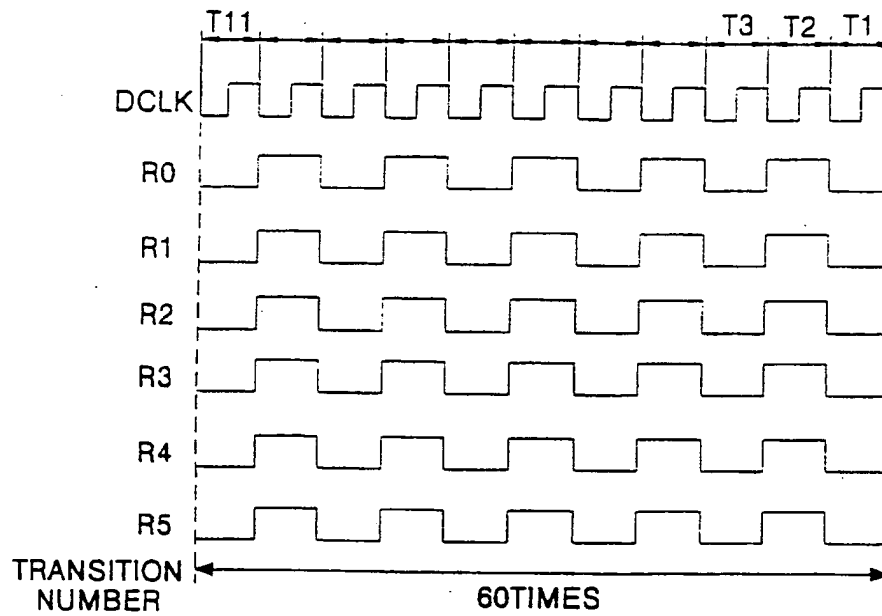 T11 T3 T2 T1
DCLK
R0
R1
R2
R3
R4
R5
TRANSITION
NUMBER
60TIMES